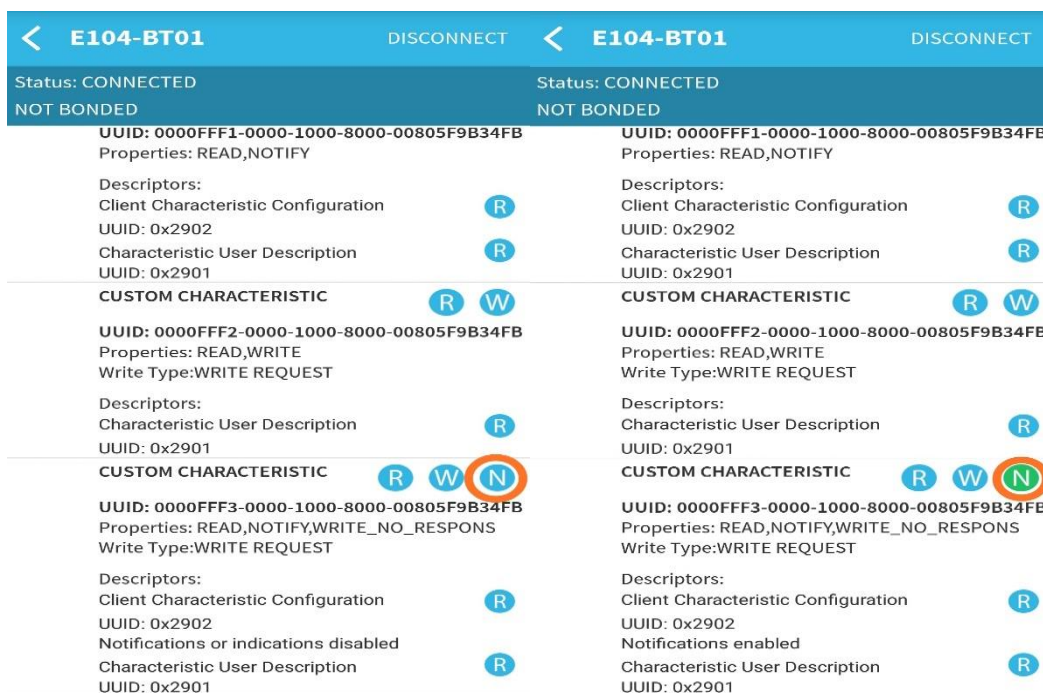 E104-BT01 DISCONNECT
Status: CONNECTED
NOT BONDED
UUID: 0000FFF1-0000-1000-8000-00805F9B34FB
Properties: READ,NOTIFY
Descriptors:
Client Characteristic Configuration R
UUID: 0x2902
Characteristic User Description R
UUID: 0x2901
CUSTOM CHARACTERISTIC R W
UUID: 0000FFF2-0000-1000-8000-00805F9B34FB
Properties: READ,WRITE
Write Type:WRITE REQUEST
Descriptors:
Characteristic User Description R
UUID: 0x2901
CUSTOM CHARACTERISTIC R W N
UUID: 0000FFF3-0000-1000-8000-00805F9B34FB
Properties: READ,NOTIFY,WRITE_NO_RESPONS
Write Type:WRITE REQUEST
Descriptors:
Client Characteristic Configuration R
UUID: 0x2902
Notifications or indications disabled
Characteristic User Description R
UUID: 0x2901
E104-BT01 DISCONNECT
Status: CONNECTED
NOT BONDED
UUID: 0000FFF1-0000-1000-8000-00805F9B34FB
Properties: READ,NOTIFY
Descriptors:
Client Characteristic Configuration R
UUID: 0x2902
Characteristic User Description R
UUID: 0x2901
CUSTOM CHARACTERISTIC R W
UUID: 0000FFF2-0000-1000-8000-00805F9B34FB
Properties: READ,WRITE
Write Type:WRITE REQUEST
Descriptors:
Characteristic User Description R
UUID: 0x2901
CUSTOM CHARACTERISTIC R W N
UUID: 0000FFF3-0000-1000-8000-00805F9B34FB
Properties: READ,NOTIFY,WRITE_NO_RESPONS
Write Type:WRITE REQUEST
Descriptors:
Client Characteristic Configuration R
UUID: 0x2902
Notifications enabled
Characteristic User Description R
UUID: 0x2901